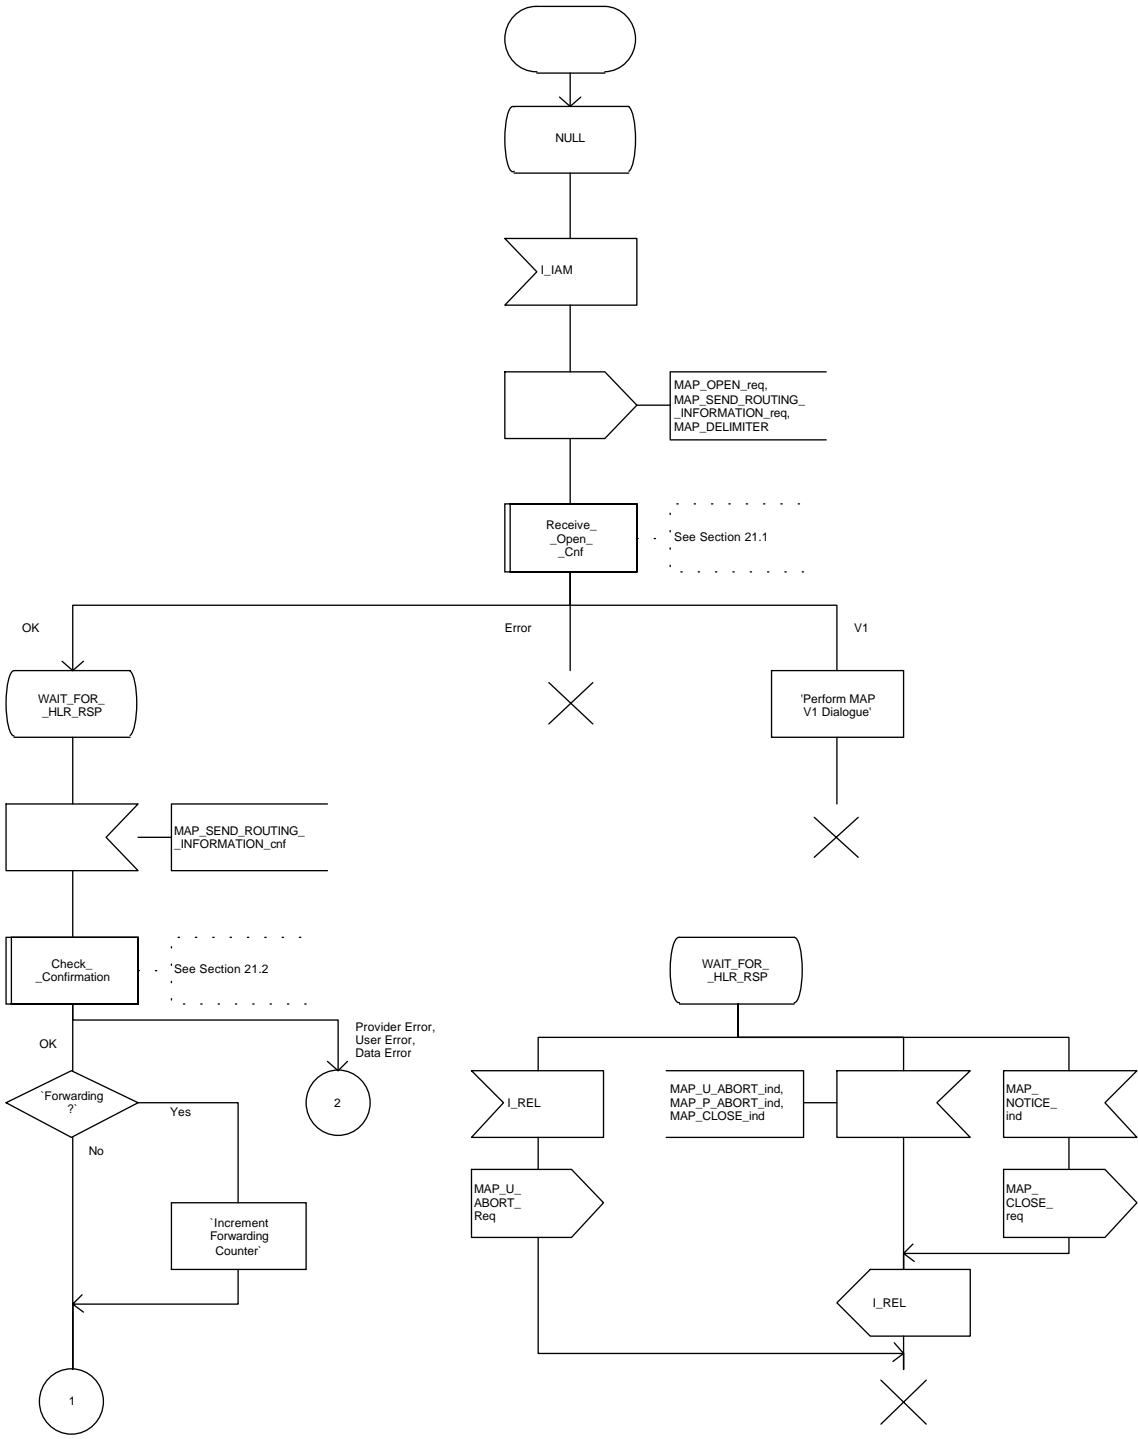 NULL
I_IAM
MAP_OPEN_req,
MAP_SEND_ROUTING_
_INFORMATION_req,
MAP_DELIMITER
Receive_
_Open_
_Cnf
See Section 21.1
OK
Error
V1
WAIT_FOR_
_HLR_RSP
'Perform MAP
V1 Dialogue'
MAP_SEND_ROUTING_
_INFORMATION_cnf
Check_
_Confirmation
See Section 21.2
OK
Provider Error,
User Error,
Data Error
`Forwarding
?`
Yes
No
2
`Increment
Forwarding
Counter`
1
WAIT_FOR_
_HLR_RSP
I_REL
MAP_U_ABORT_ind,
MAP_P_ABORT_ind,
MAP_CLOSE_ind
MAP_
NOTICE_
ind
MAP_U_
ABORT_
Req
MAP_
CLOSE_
req
I_REL